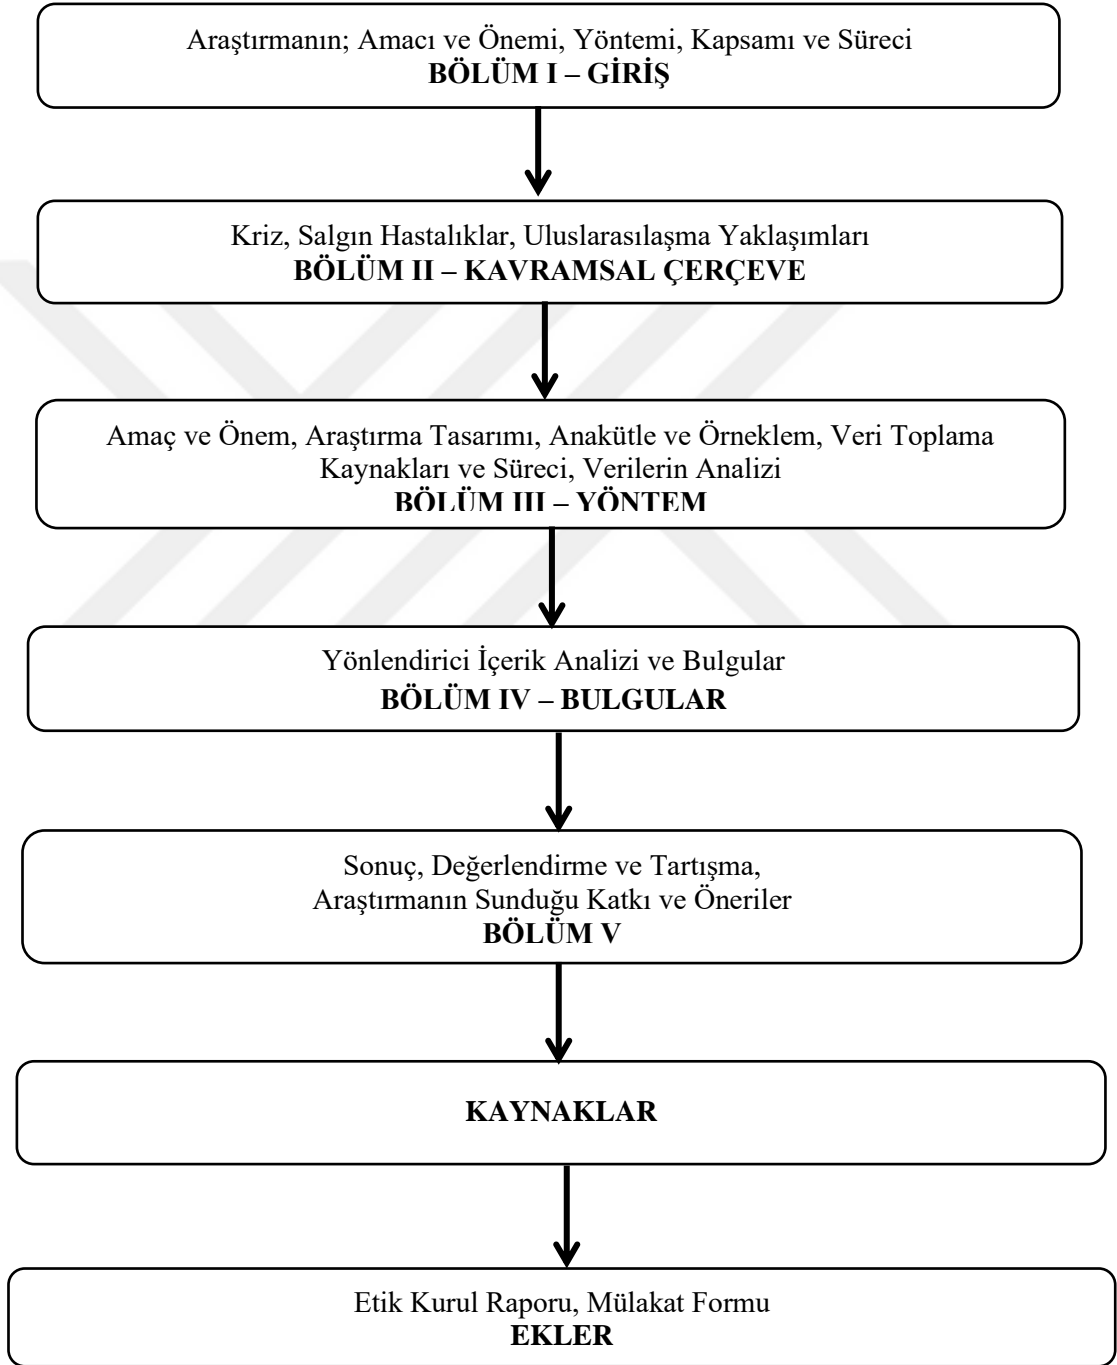 Araştırmanın; Amacı ve Önemi, Yöntemi, Kapsamı ve Süreci
BÖLÜM I – GİRİŞ
Kriz, Salgın Hastalıklar, Uluslarasılaşma Yaklaşımları
BÖLÜM II – KAVRAMSAL ÇERÇEVE
Amaç ve Önem, Araştırma Tasarımı, Anakütle ve Örneklem, Veri Toplama
Kaynakları ve Süreci, Verilerin Analizi
BÖLÜM III – YÖNTEM
Yönlendirici İçerik Analizi ve Bulgular
BÖLÜM IV – BULGULAR
Sonuç, Değerlendirme ve Tartışma,
Araştırmanın Sunduğu Katkı ve Öneriler
BÖLÜM V
KAYNAKLAR
Etik Kurul Raporu, Mülakat Formu
EKLER